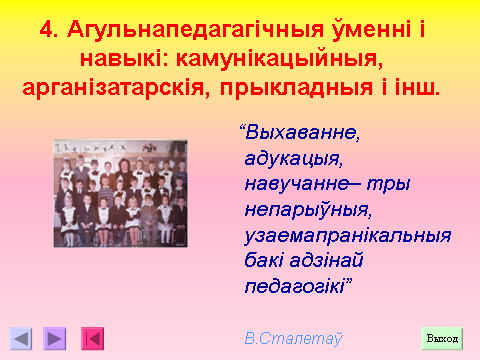 4. Агульнапедагагічныя ўменні і
навыкі: камунікацыйныя,
арганізатарскія, прыкладныя і інш.
“Выхаванне,
адукацыя,
навучанне– тры
непарыўныя,
узаемапранікальныя
бакі адзінай
педагогікі”
В.Сталетаў
Выход